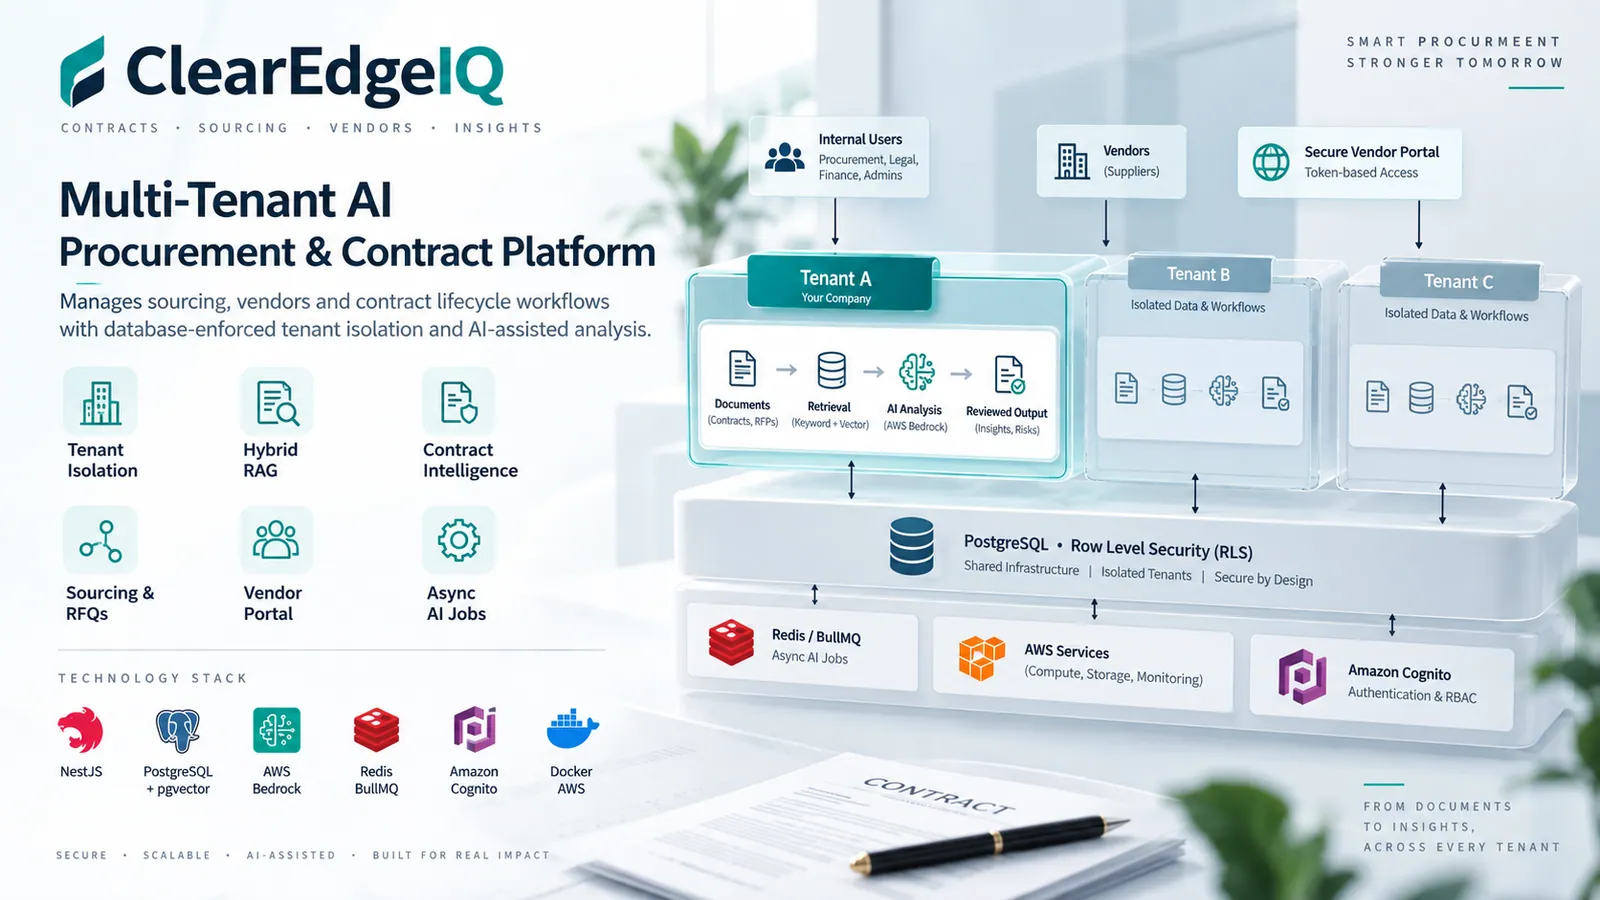 ClearEdgeIQ
CONTRACTS • SOURCING • VENDORS • INSIGHTS
SMART PROCURMEENT
STRONGER TOMORROW
Multi-Tenant AI
Procurement & Contract Platform
Manages sourcing, vendors and contract lifecycle workflows
with database-enforced tenant isolation and AI-assisted analysis.
Tenant
Isolation
Hybrid
RAG
Contract
Intelligence
Sourcing &
RFQs
Vendor
Portal
Async
AI Jobs
TECHNOLOGY STACK
NestJS
PostgreSQL
+ pgvector
AWS
Bedrock
Redis
BullMQ
Amazon
Cognito
Docker
AWS
SECURE • SCALABLE • AI-ASSISTED • BUILT FOR REAL IMPACT
Internal Users
Procurement, Legal,
Finance, Admins
Vendors
(Suppliers)
Secure Vendor Portal
Token-based Access
Tenant A
Your Company
Documents
(Contracts, RFPs)
Retrieval
(Keyword + Vector)
AI Analysis
(AWS Bedrock)
Reviewed Output
(Insights, Risks)
Tenant B
Isolated Data & Workflows
Tenant C
Isolated Data & Workflows
PostgreSQL • Row Level Security (RLS)
Shared Infrastructure | Isolated Tenants | Secure by Design
Redis / BullMQ
Async AI Jobs
AWS Services
(Compute, Storage, Monitoring)
Amazon Cognito
Authentication & RBAC
CONTRACT
FROM DOCUMENTS
TO INSIGHTS,
ACROSS EVERY TENANT